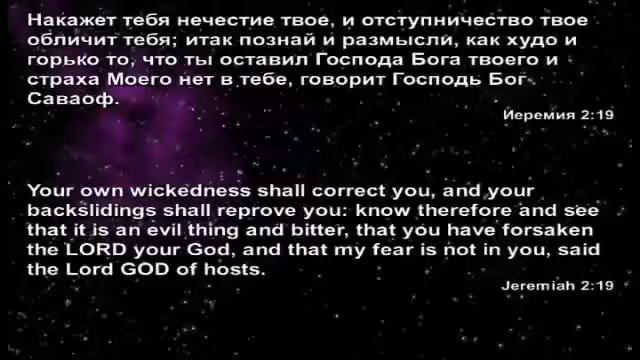 Накажет тебя нечестие твое, и отступничество твое
обличит тебя; итак познай и размысли, как худо и
горько то, что ты оставил Господа Бога твоего и
страха Моего нет в тебе, говорит Господь Бог
Саваоф.
Иеремия 2:19
Your own wickedness shall correct you, and your
backslidings shall reprove you: know therefore and see
that it is an evil thing and bitter, that you have forsaken
the LORD your God, and that my fear is not in you, said
the Lord GOD of hosts.
Jeremiah 2:19